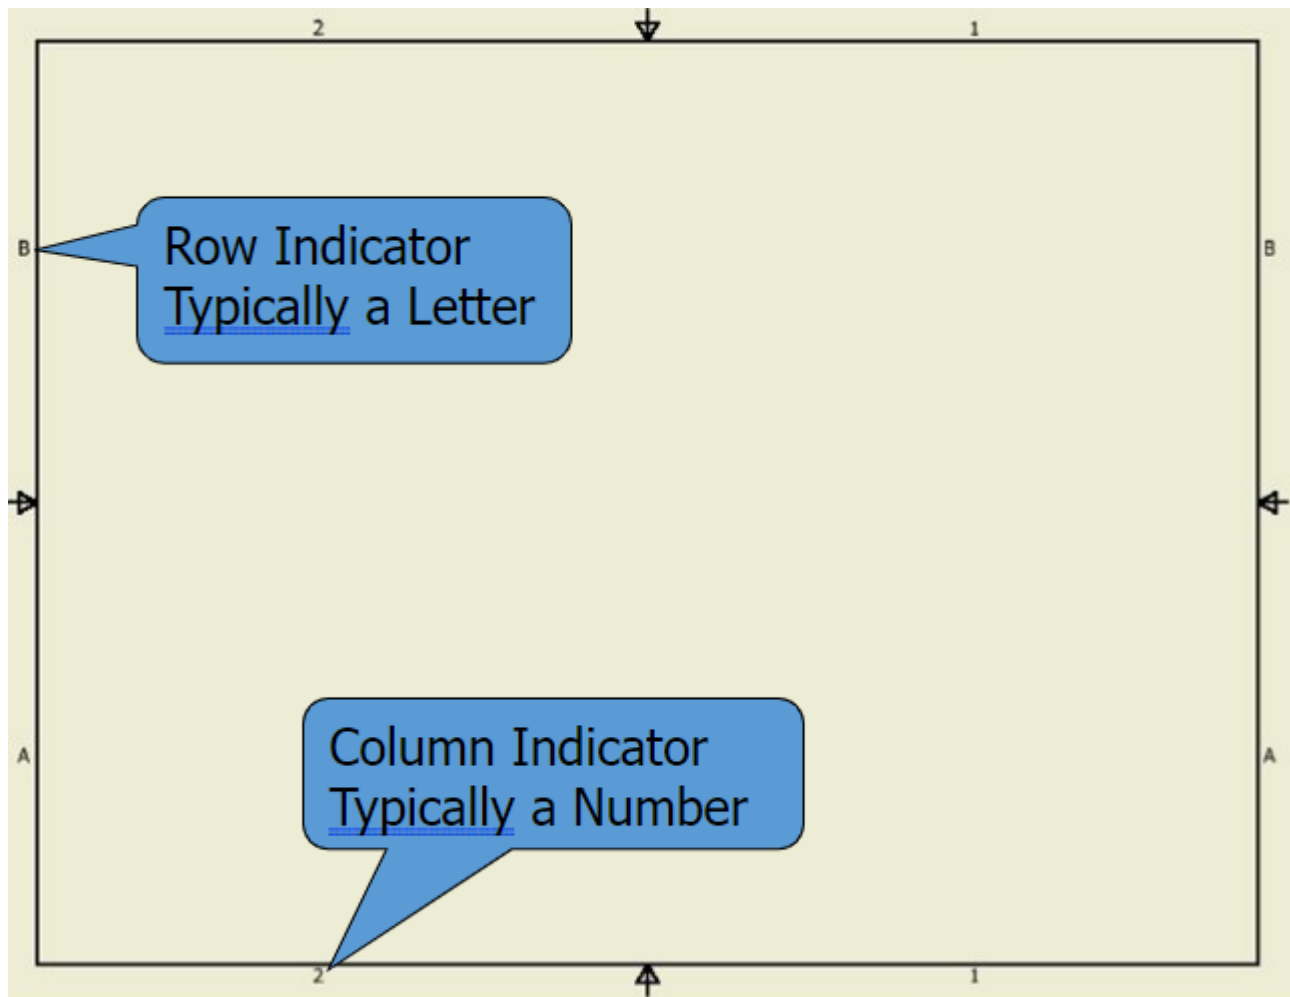 2 1
B Row Indicator B
Typically a Letter
Column Indicator
A Typically a Number A
2 1